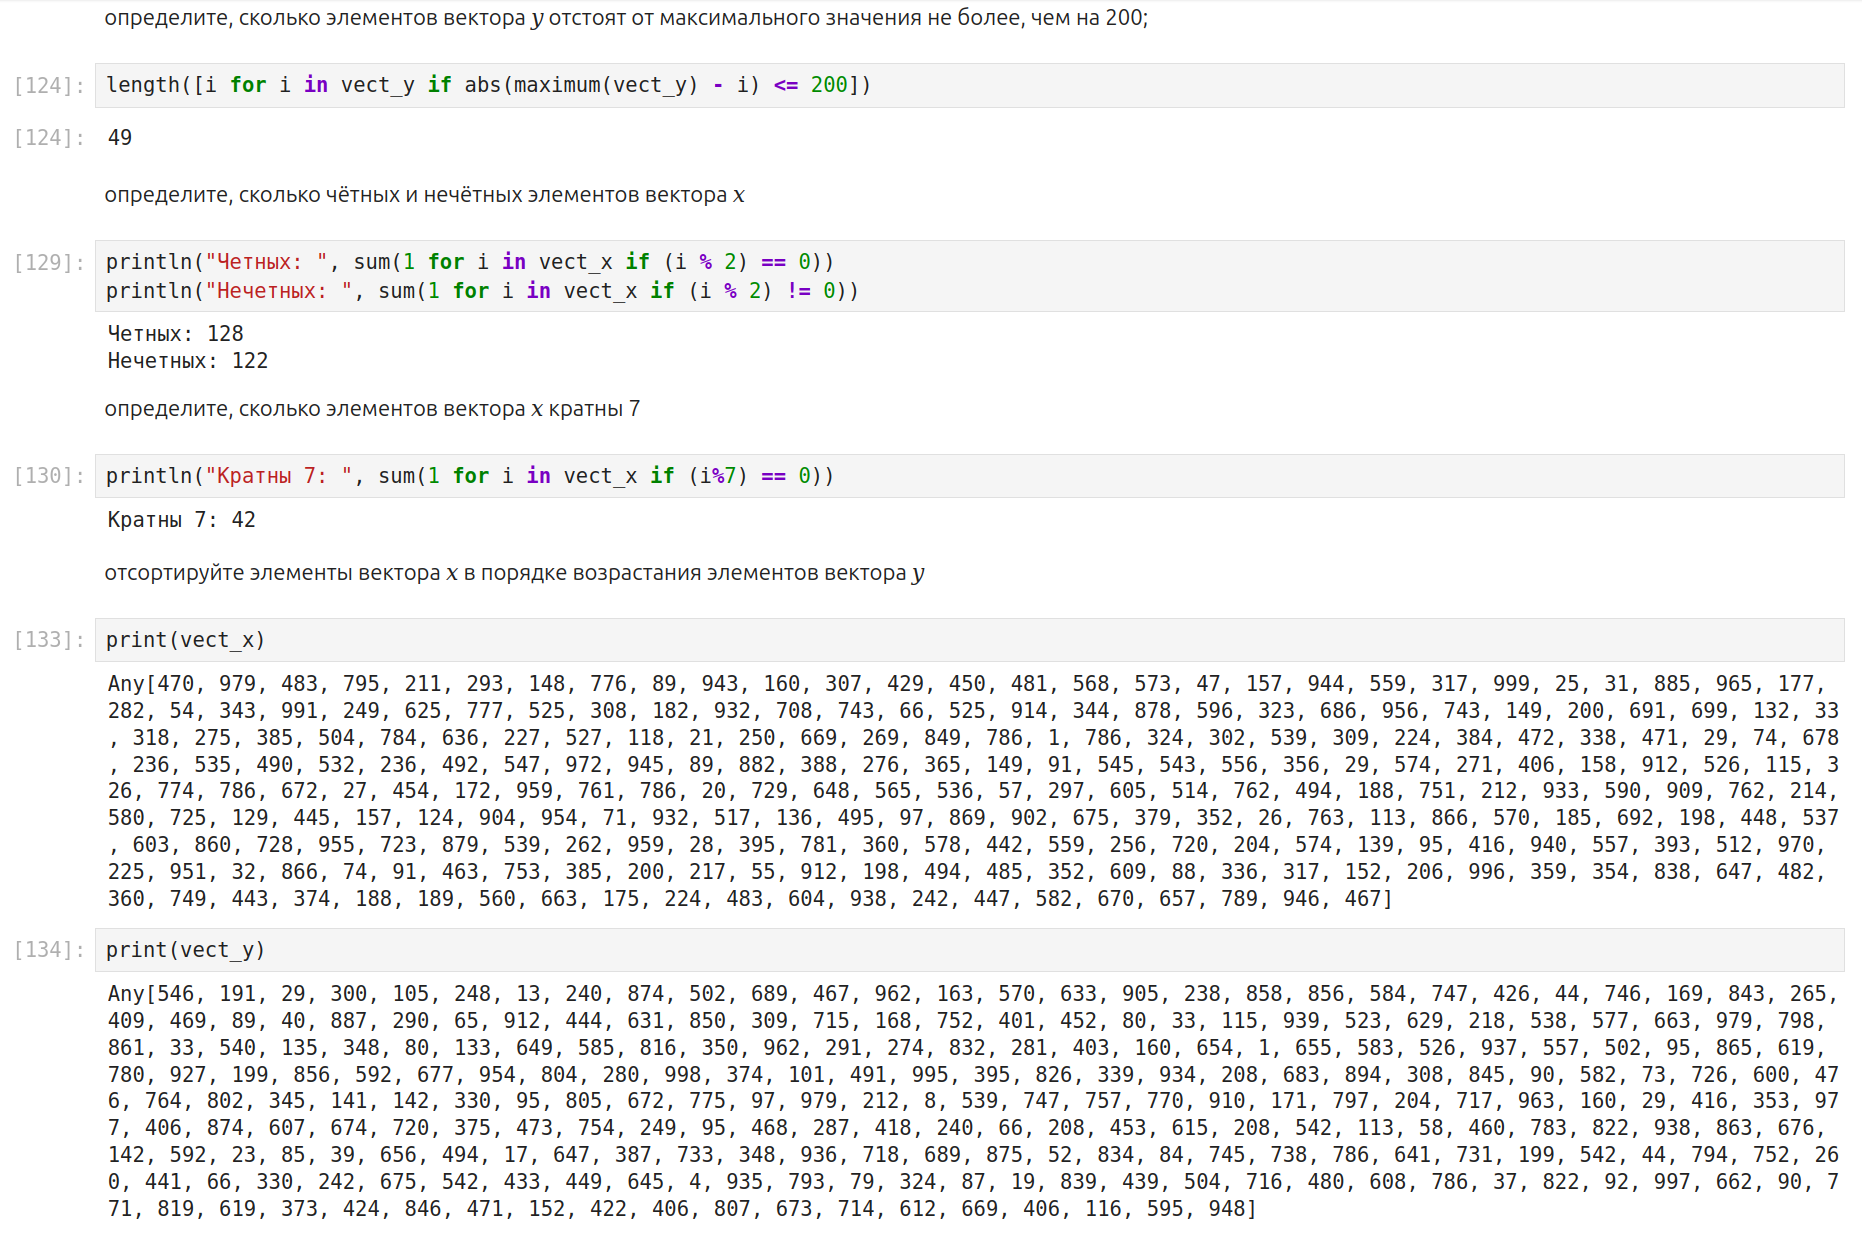 определите, сколько элементов вектора y отстоят от максимального значения не более, чем на 200;
[124]: length([i for i in vect_y if abs(maximum(vect_y) - i) <= 200])
[124]: 49
определите, сколько чётных и нечётных элементов вектора x
[129]: println("Четных: ", sum(1 for i in vect_x if (i % 2) == 0))
println("Нечетных: ", sum(1 for i in vect_x if (i % 2) != 0))
Четных: 128
Нечетных: 122
определите, сколько элементов вектора x кратны 7
[130]: println("Кратны 7: ", sum(1 for i in vect_x if (i%7) == 0))
Кратны 7: 42
отсортируйте элементы вектора x в порядке возрастания элементов вектора y
[133]: print(vect_x)
Any[470, 979, 483, 795, 211, 293, 148, 776, 89, 943, 160, 307, 429, 450, 481, 568, 573, 47, 157, 944, 559, 317, 999, 25, 31, 885, 965, 177,
282, 54, 343, 991, 249, 625, 777, 525, 308, 182, 932, 708, 743, 66, 525, 914, 344, 878, 596, 323, 686, 956, 743, 149, 200, 691, 699, 132, 33
, 318, 275, 385, 504, 784, 636, 227, 527, 118, 21, 250, 669, 269, 849, 786, 1, 786, 324, 302, 539, 309, 224, 384, 472, 338, 471, 29, 74, 678
, 236, 535, 490, 532, 236, 492, 547, 972, 945, 89, 882, 388, 276, 365, 149, 91, 545, 543, 556, 356, 29, 574, 271, 406, 158, 912, 526, 115, 3
26, 774, 786, 672, 27, 454, 172, 959, 761, 786, 20, 729, 648, 565, 536, 57, 297, 605, 514, 762, 494, 188, 751, 212, 933, 590, 909, 762, 214,
580, 725, 129, 445, 157, 124, 904, 954, 71, 932, 517, 136, 495, 97, 869, 902, 675, 379, 352, 26, 763, 113, 866, 570, 185, 692, 198, 448, 537
, 603, 860, 728, 955, 723, 879, 539, 262, 959, 28, 395, 781, 360, 578, 442, 559, 256, 720, 204, 574, 139, 95, 416, 940, 557, 393, 512, 970,
225, 951, 32, 866, 74, 91, 463, 753, 385, 200, 217, 55, 912, 198, 494, 485, 352, 609, 88, 336, 317, 152, 206, 996, 359, 354, 838, 647, 482,
360, 749, 443, 374, 188, 189, 560, 663, 175, 224, 483, 604, 938, 242, 447, 582, 670, 657, 789, 946, 467]
[134]: print(vect_y)
Any[546, 191, 29, 300, 105, 248, 13, 240, 874, 502, 689, 467, 962, 163, 570, 633, 905, 238, 858, 856, 584, 747, 426, 44, 746, 169, 843, 265,
409, 469, 89, 40, 887, 290, 65, 912, 444, 631, 850, 309, 715, 168, 752, 401, 452, 80, 33, 115, 939, 523, 629, 218, 538, 577, 663, 979, 798,
861, 33, 540, 135, 348, 80, 133, 649, 585, 816, 350, 962, 291, 274, 832, 281, 403, 160, 654, 1, 655, 583, 526, 937, 557, 502, 95, 865, 619,
780, 927, 199, 856, 592, 677, 954, 804, 280, 998, 374, 101, 491, 995, 395, 826, 339, 934, 208, 683, 894, 308, 845, 90, 582, 73, 726, 600, 47
6, 764, 802, 345, 141, 142, 330, 95, 805, 672, 775, 97, 979, 212, 8, 539, 747, 757, 770, 910, 171, 797, 204, 717, 963, 160, 29, 416, 353, 97
7, 406, 874, 607, 674, 720, 375, 473, 754, 249, 95, 468, 287, 418, 240, 66, 208, 453, 615, 208, 542, 113, 58, 460, 783, 822, 938, 863, 676,
142, 592, 23, 85, 39, 656, 494, 17, 647, 387, 733, 348, 936, 718, 689, 875, 52, 834, 84, 745, 738, 786, 641, 731, 199, 542, 44, 794, 752, 26
0, 441, 66, 330, 242, 675, 542, 433, 449, 645, 4, 935, 793, 79, 324, 87, 19, 839, 439, 504, 716, 480, 608, 786, 37, 822, 92, 997, 662, 90, 7
71, 819, 619, 373, 424, 846, 471, 152, 422, 406, 807, 673, 714, 612, 669, 406, 116, 595, 948]